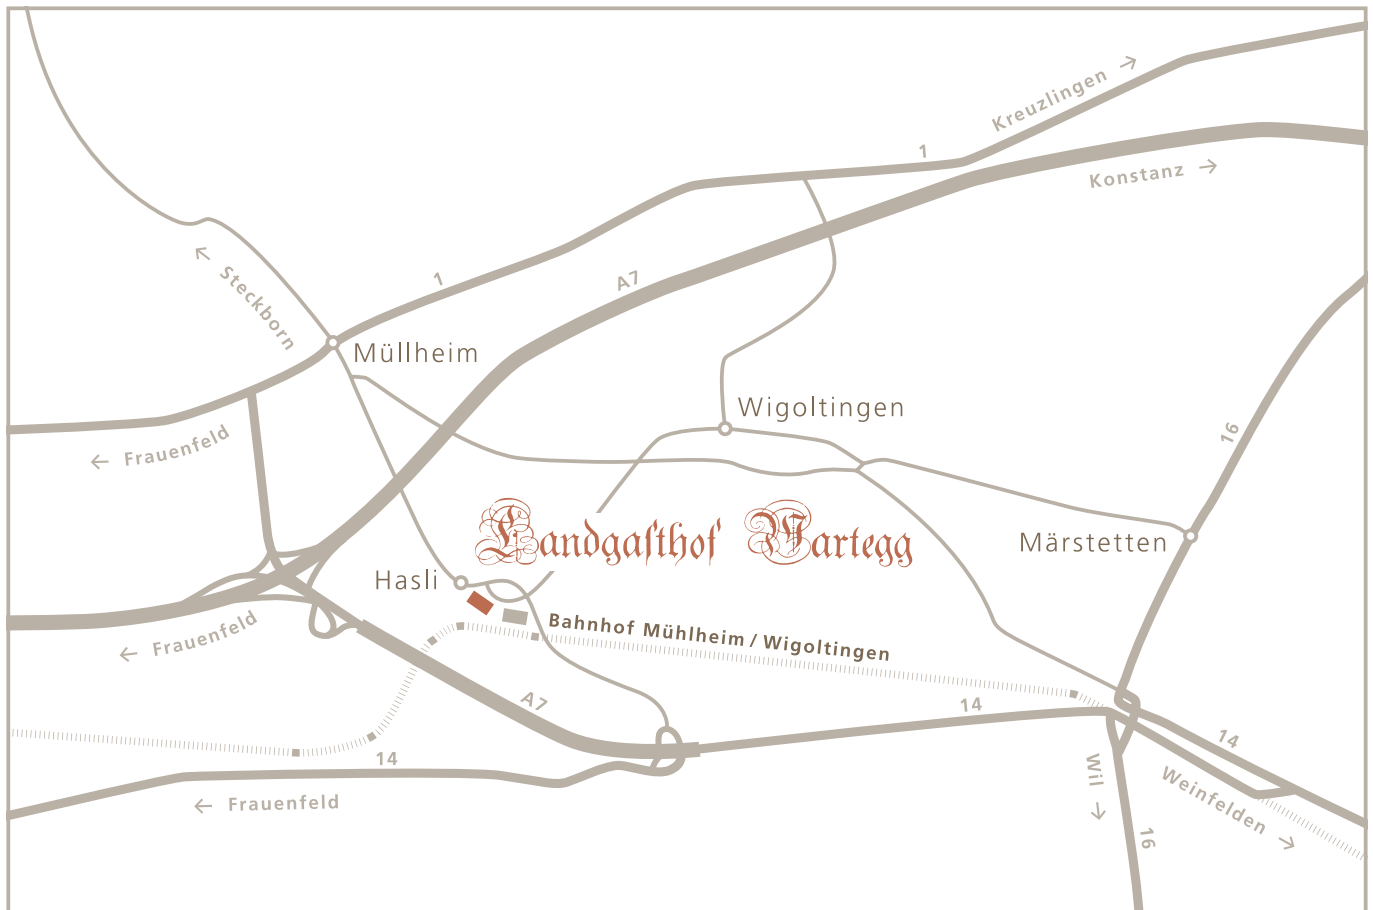 Kreuzlingen →
1
Konstanz →
← Steckborn
1
A7
Müllheim
Wigoltingen
← Frauenfeld
16
Landgasthof Wartegg
Märstetten
Hasli
← Frauenfeld
Bahnhof Mühlheim / Wigoltingen
A7
14
14
14
← Frauenfeld
Wil →
Weinfelden →
16